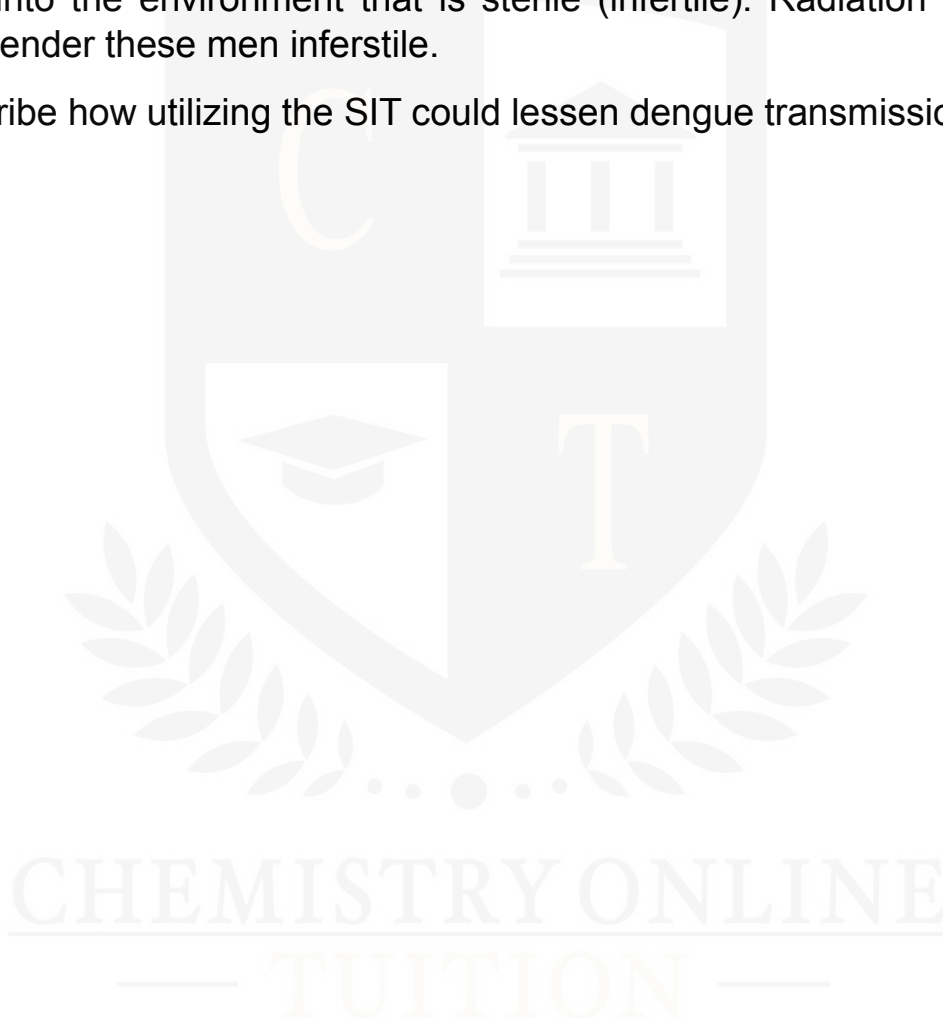 into the environment that is sterile (infertile). Radiation
ender these men inferstile.
ribe how utilizing the SIT could lessen dengue transmissio
C
T
CHEMISTRY ONLINE
TUITION